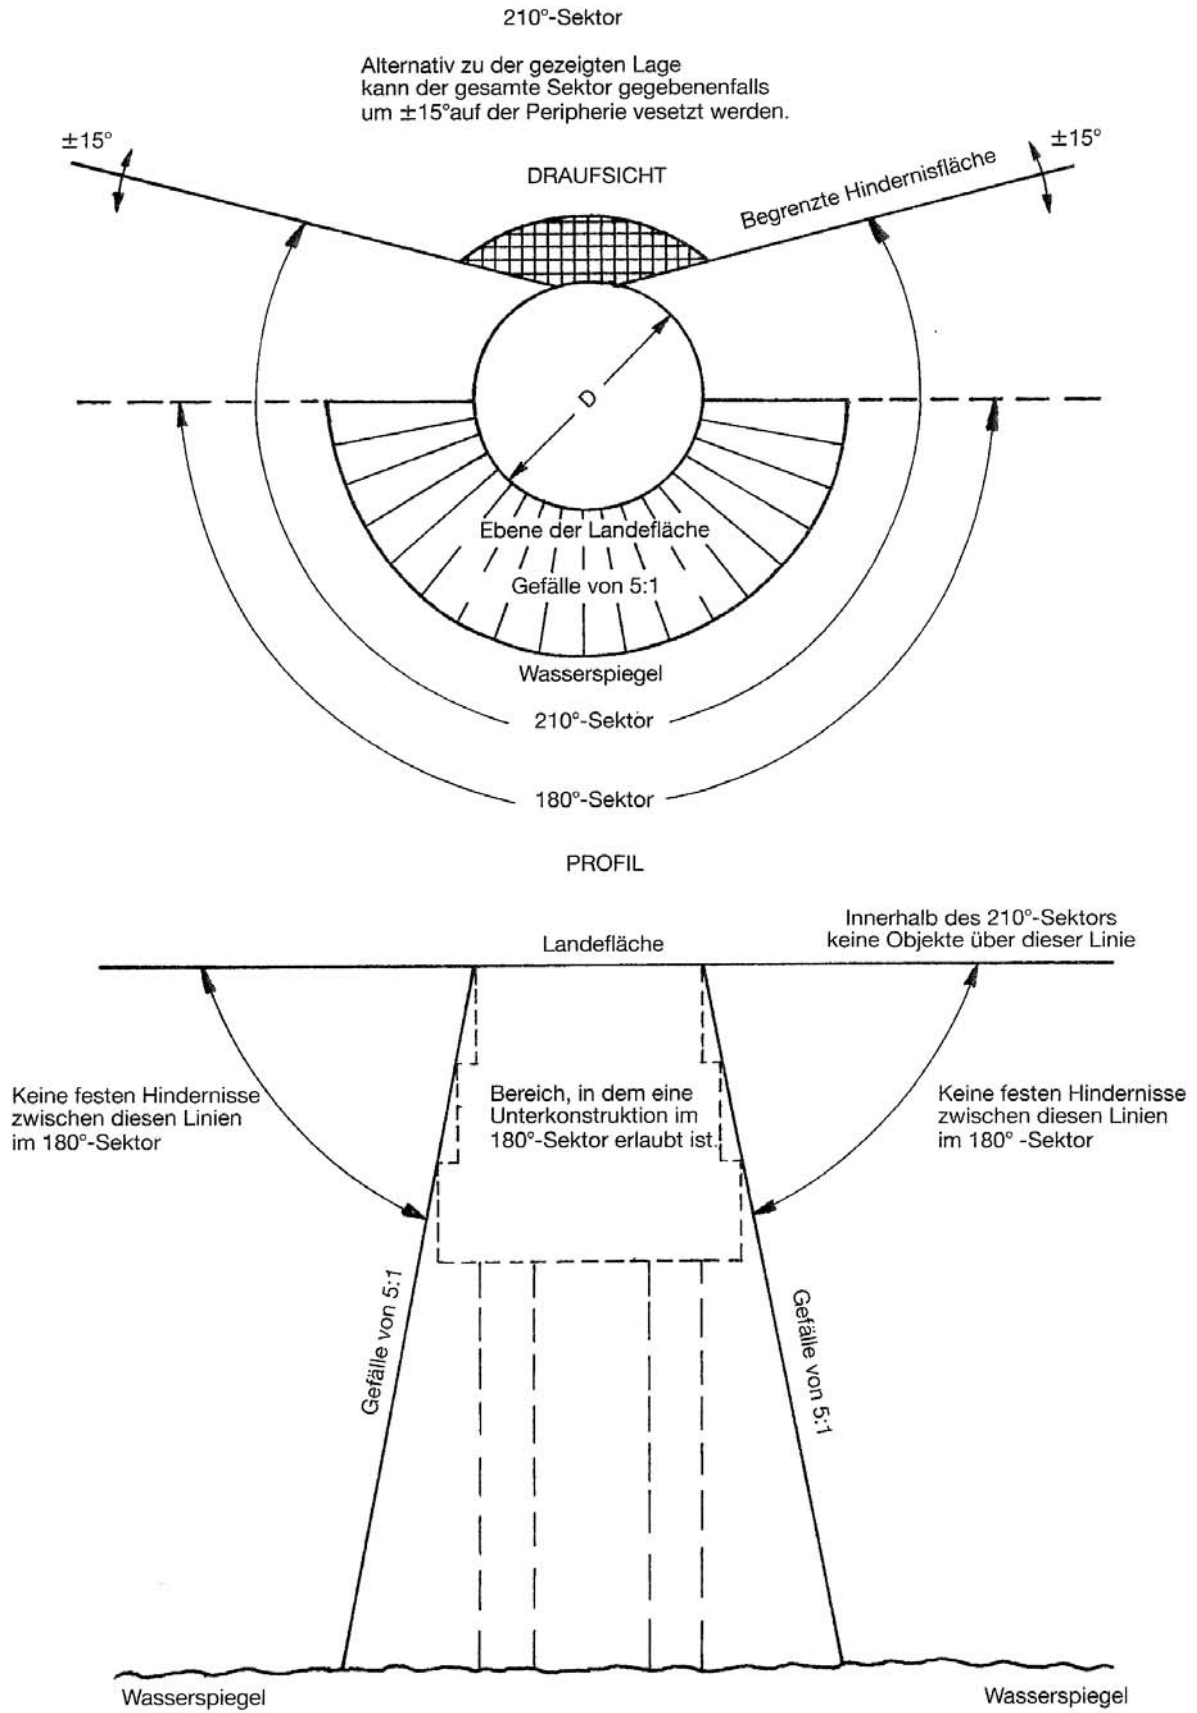 210°-Sektor
Alternativ zu der gezeigten Lage
kann der gesamte Sektor gegebenenfalls
um ±15°auf der Peripherie vesetzt werden.
±15°
±15°
DRAUFSICHT
Begrenzte Hindernisfläche
D
Ebene der Landefläche
Gefälle von 5:1
Wasserspiegel
210°-Sektor
180°-Sektor
PROFIL
Innerhalb des 210°-Sektors
keine Objekte über dieser Linie
Landefläche
Keine festen Hindernisse
zwischen diesen Linien
im 180°-Sektor
Bereich, in dem eine
Unterkonstruktion im
180°-Sektor erlaubt ist.
Keine festen Hindernisse
zwischen diesen Linien
im 180° -Sektor
Gefälle von 5:1
Gefälle von 5:1
Wasserspiegel
Wasserspiegel